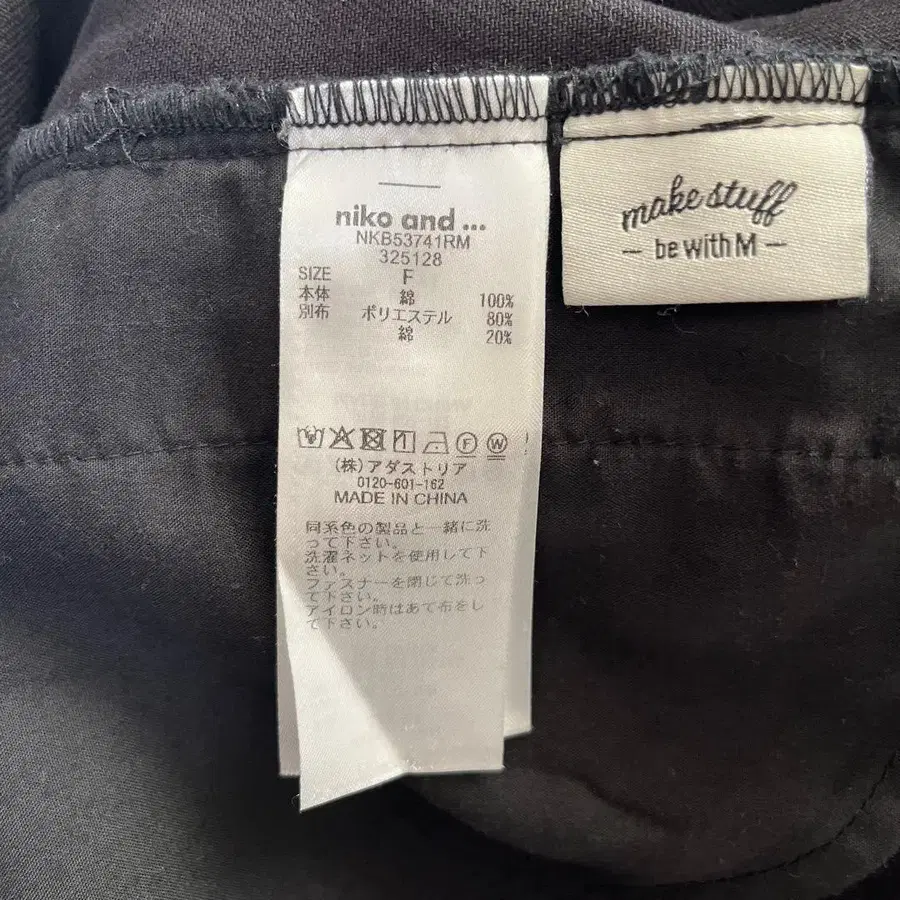 niko and ...
NKB53741RM
325128
SIZE F
本体 綿 100%
別布 ポリエステル 80%
綿 20%
(株)アダストリア
0120-601-162
MADE IN CHINA
同系色の製品と一緒に洗
って下さい。
洗濯ネットを使用して下
さい。
ファスナーを閉じて洗っ
て下さい。
アイロン時はあて布をし
て下さい。
make stuff
- be with M -